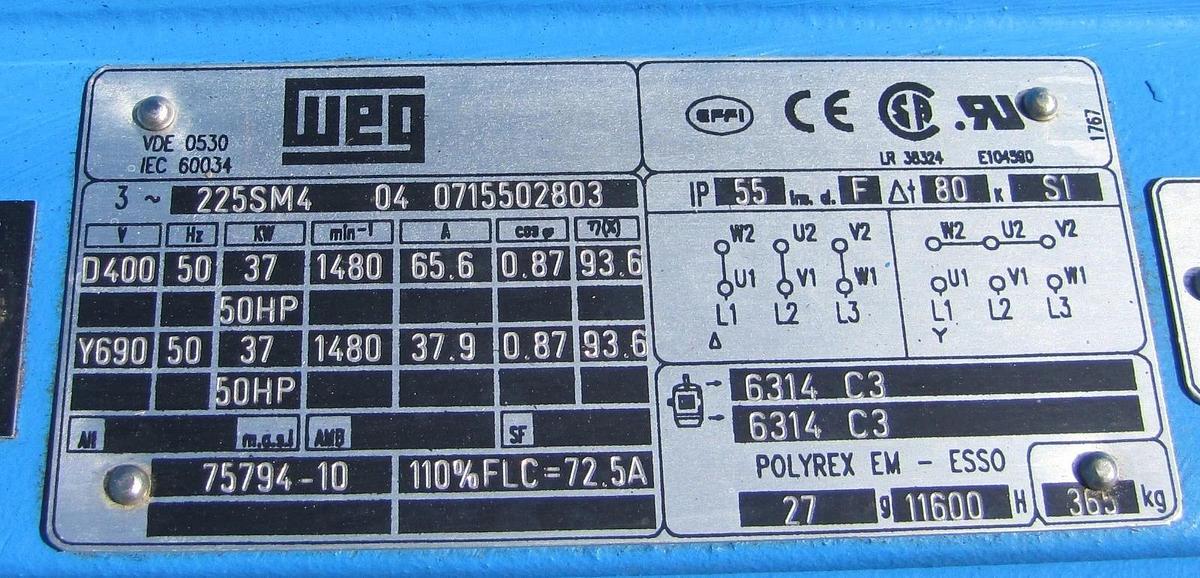 weg
VDE 0530
IEC 60034
EFFI CE SA .RU
LR 38324 E104590
1767
3 ~ 225SM4 04 0715502803
V Hz KW min-1 A cos φ η(%)
D400 50 37 1480 65.6 0.87 93.6
50HP
Y690 50 37 1480 37.9 0.87 93.6
50HP
Alt m.a.s.l AMB SF
75794-10 110%FLC=72.5A
IP 55 Ins. cl. F Δt 80 K S1
W2 U2 V2
U1 V1 W1
L1 L2 L3
Δ
W2 U2 V2
U1 V1 W1
L1 L2 L3
Y
6314 C3
6314 C3
POLYREX EM - ESSO
27 g 11600 H 365 kg